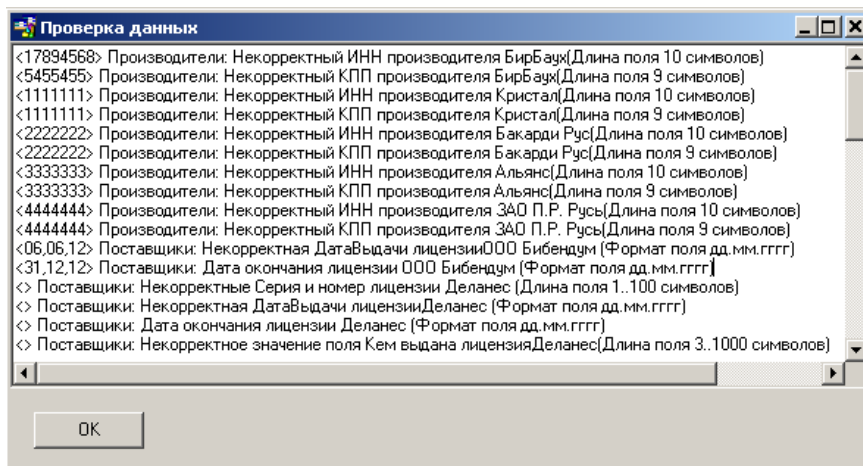 Проверка данных
<17894568> Производители: Некорректный ИНН производителя БирБаух(Длина поля 10 символов)
<5455455> Производители: Некорректный КПП производителя БирБаух(Длина поля 9 символов)
<1111111> Производители: Некорректный ИНН производителя Кристал(Длина поля 10 символов)
<1111111> Производители: Некорректный КПП производителя Кристал(Длина поля 9 символов)
<2222222> Производители: Некорректный ИНН производителя Бакарди Рус(Длина поля 10 символов)
<2222222> Производители: Некорректный КПП производителя Бакарди Рус(Длина поля 9 символов)
<3333333> Производители: Некорректный ИНН производителя Альянс(Длина поля 10 символов)
<3333333> Производители: Некорректный КПП производителя Альянс(Длина поля 9 символов)
<4444444> Производители: Некорректный ИНН производителя ЗАО П.Р. Русь(Длина поля 10 символов)
<4444444> Производители: Некорректный КПП производителя ЗАО П.Р. Русь(Длина поля 9 символов)
<06,06,12> Поставщики: Некорректная ДатаВыдачи лицензииООО Бибендум (Формат поля дд.мм.гггг)
<31,12,12> Поставщики: Дата окончания лицензии ООО Бибендум (Формат поля дд.мм.гггг)
<> Поставщики: Некорректные Серия и номер лицензии Деланес (Длина поля 1..100 символов)
<> Поставщики: Некорректная ДатаВыдачи лицензииДеланес (Формат поля дд.мм.гггг)
<> Поставщики: Дата окончания лицензии Деланес (Формат поля дд.мм.гггг)
<> Поставщики: Некорректное значение поля Кем выдана лицензияДеланес(Длина поля 3..1000 символов)
OK